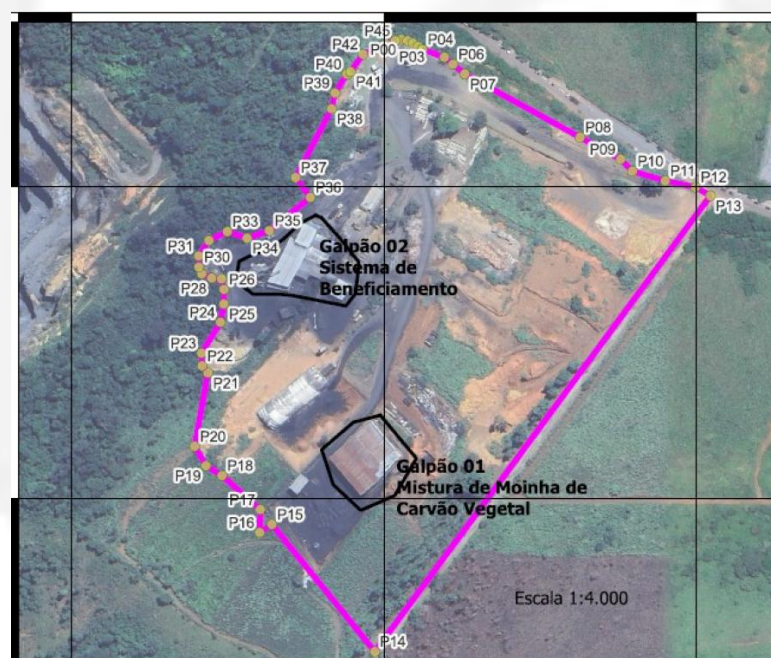 P45
P42
P00
P04
P40
P03
P06
P41
P39
P07
P38
P08
P09
P10
P37
P11
P12
P36
P13
P33
P35
P31
P34
Galpão 02
P30
Sistema de
P28
P26
Beneficiamento
P24
P25
P23
P22
P21
P20
P19
P18
Galpão 01
Mistura de Moinha de
P17
Carvão Vegetal
P16
P15
Escala 1:4.000
P14